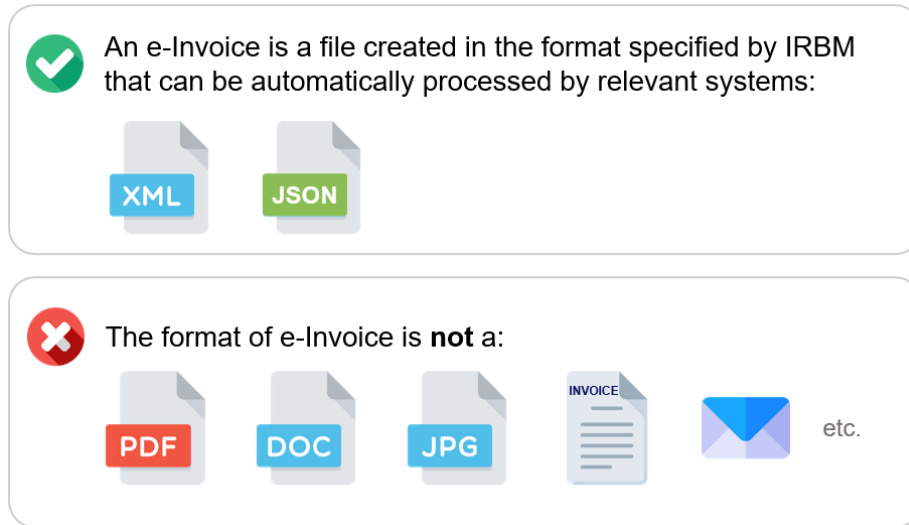 An e-Invoice is a file created in the format specified by IRBM
that can be automatically processed by relevant systems:
XML
JSON
The format of e-Invoice is not a:
PDF
DOC
JPG
INVOICE
etc.